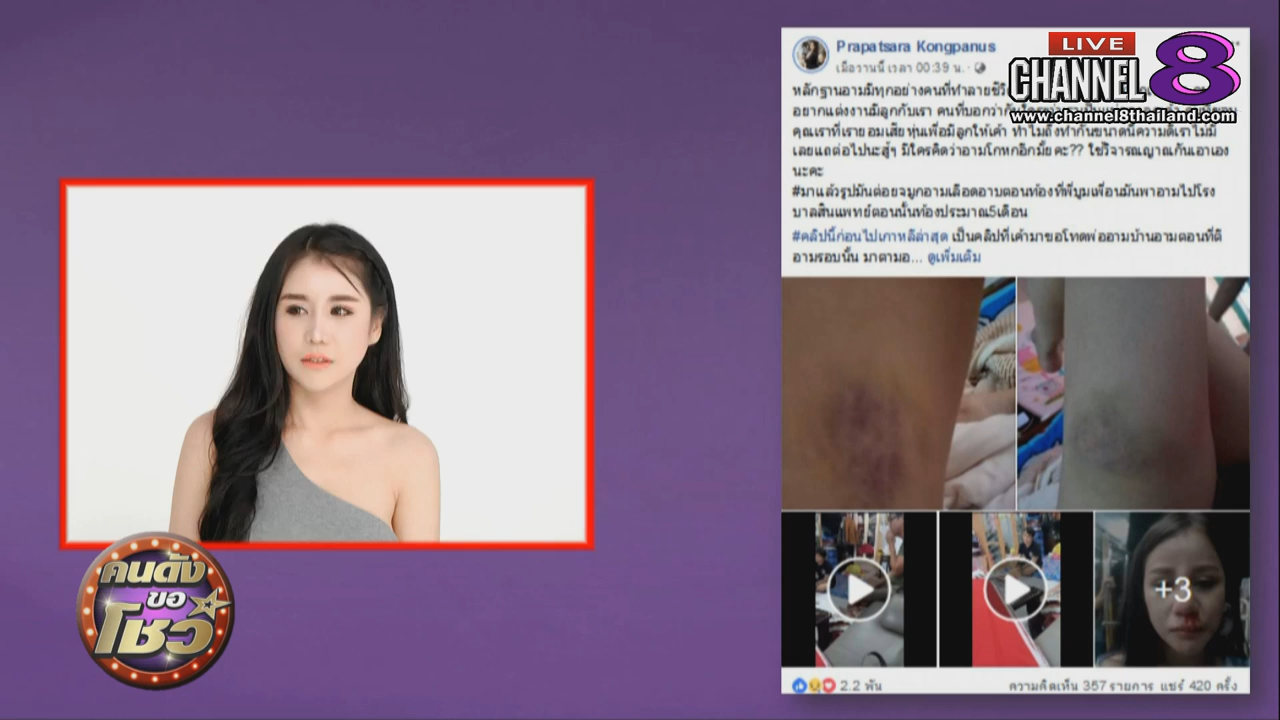 Prapatsara Kongpanus
เมื่อวานนี้ เวลา 00:39 น.
LIVE
CHANNEL 8
www.channel8thailand.com
หลักฐานอามมีทุกอย่างคนที่ทำลายชีวิ
อยากแต่งงานมีลูกกับเรา คนที่บอกว่า
คุณเราที่เรายอมเสียหุ่นเพื่อมีลูกให้เค้า ทำไมถึงทำกันขนาดนี้ความดีเราไม่มี
เลยแถต่อไปนะสู้ๆ มีใครคิดว่าอามโกหกอีกมั้ยคะ?? ใช้วิจารณญาณกันเอาเอง
นะคะ
#มาแล้วรูปมันต่อยจมูกอามเลือดอาบตอนท้องที่พี่บูมเพื่อนมันพาอามไปโรง
บาลสินแพทย์ตอนนั้นท้องประมาณ5เดือน
#คลิปนี้ก่อนไปเกาหลีล่าสุด เป็นคลิปที่เค้ามาขอโทดพ่ออามบ้านอามตอนที่ตี
อามรอบนั้น มาตามอ... ดูเพิ่มเติม
+3
2.2 พัน
ความคิดเห็น 357 รายการ แชร์ 420 ครั้ง
คนดัง
ขอ
โชว์